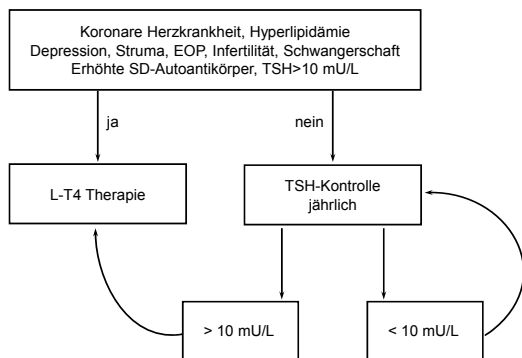 Koronare Herzkrankheit, Hyperlipidämie
Depression, Struma, EOP, Infertilität, Schwangerschaft
Erhöhte SD-Autoantikörper, TSH>10 mU/L
ja
nein
L-T4 Therapie
TSH-Kontrolle
jährlich
> 10 mU/L
< 10 mU/L